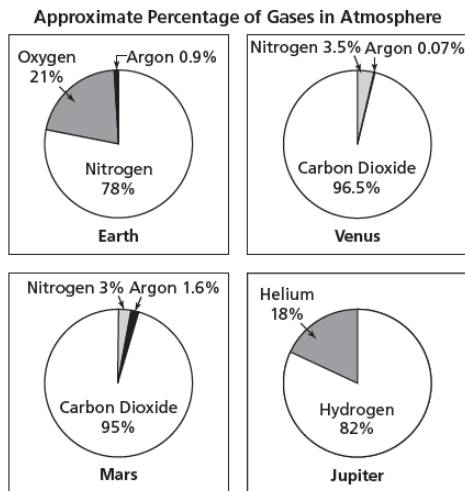 Approximate Percentage of Gases in Atmosphere
Oxygen
21%
Argon 0.9%
Nitrogen
78%
Earth
Nitrogen 3.5% Argon 0.07%
Carbon Dioxide
96.5%
Venus
Nitrogen 3% Argon 1.6%
Carbon Dioxide
95%
Mars
Helium
18%
Hydrogen
82%
Jupiter